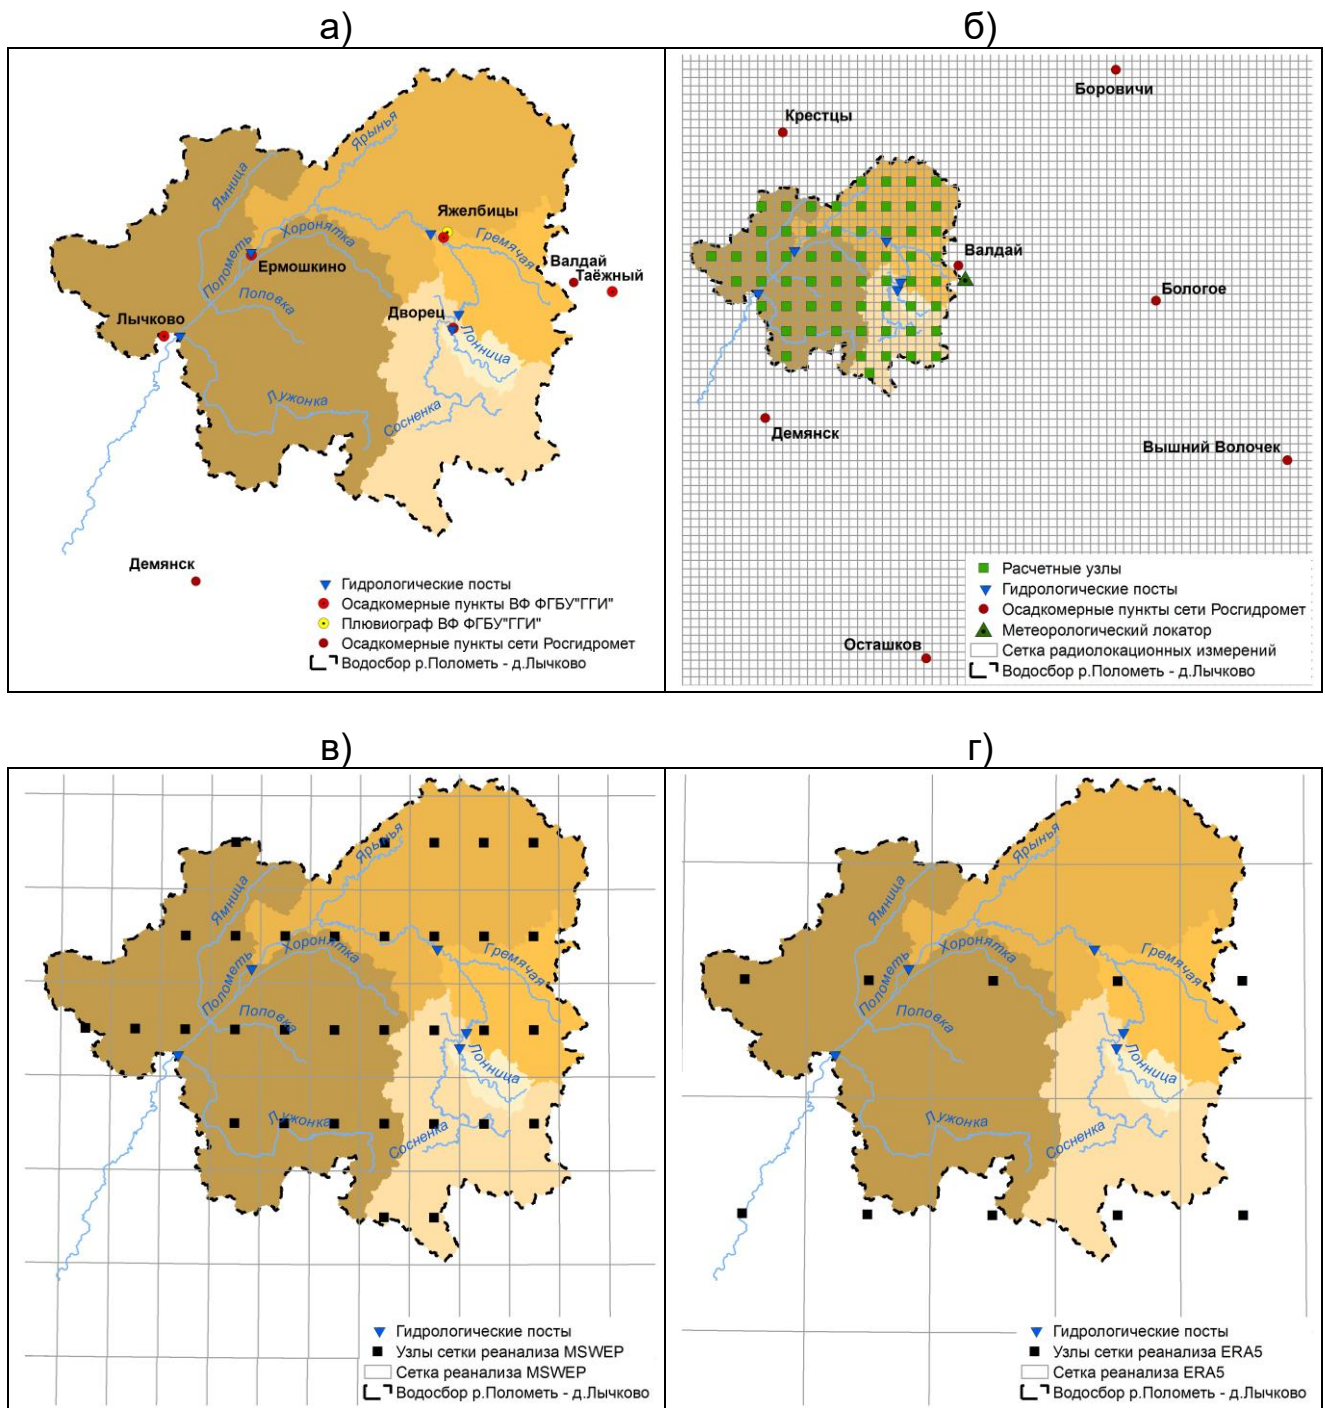 а)
б)
Ярынья
Ямница
Яжелбицы
Хоронятка
Гремячая
Полометь
Ермошкино
Валдай
Таёжный
Поповка
Лычково
Дворец
Лонница
Лужонка
Сосненка
Демянск
Гидрологические посты
Осадкомерные пункты ВФ ФГБУ"ГГИ"
Плювиограф ВФ ФГБУ"ГГИ"
Осадкомерные пункты сети Росгидромет
Водосбор р.Полометь - д.Лычково
Боровичи
Крестцы
Валдай
Бологое
Демянск
Вышний Волочек
Осташков
Расчетные узлы
Гидрологические посты
Осадкомерные пункты сети Росгидромет
Метеорологический локатор
Сетка радиолокационных измерений
Водосбор р.Полометь - д.Лычково
в)
г)
Ярынья
Ямница
Хоронятка
Гремячая
Полометь
Поповка
Лонница
Лужонка
Сосненка
Гидрологические посты
Узлы сетки реанализа MSWEP
Сетка реанализа MSWEP
Водосбор р.Полометь - д.Лычково
Ярынья
Ямница
Хоронятка
Гремячая
Полометь
Поповка
Лонница
Лужонка
Сосненка
Гидрологические посты
Узлы сетки реанализа ERA5
Сетка реанализа ERA5
Водосбор р.Полометь - д.Лычково